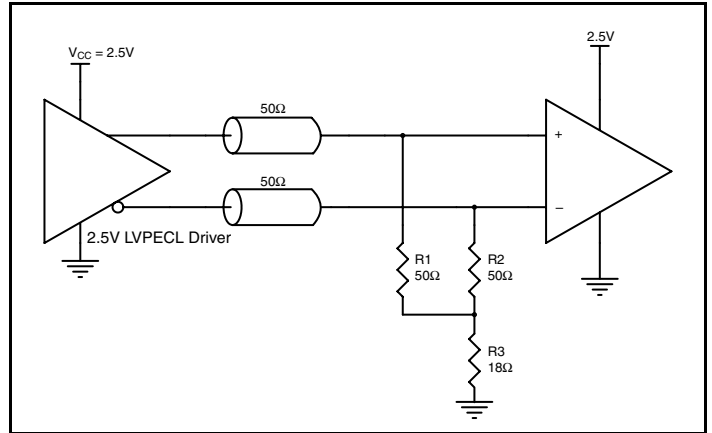 V_CC = 2.5V
2.5V
50Ω
+
50Ω
−
2.5V LVPECL Driver
R1
50Ω
R2
50Ω
R3
18Ω